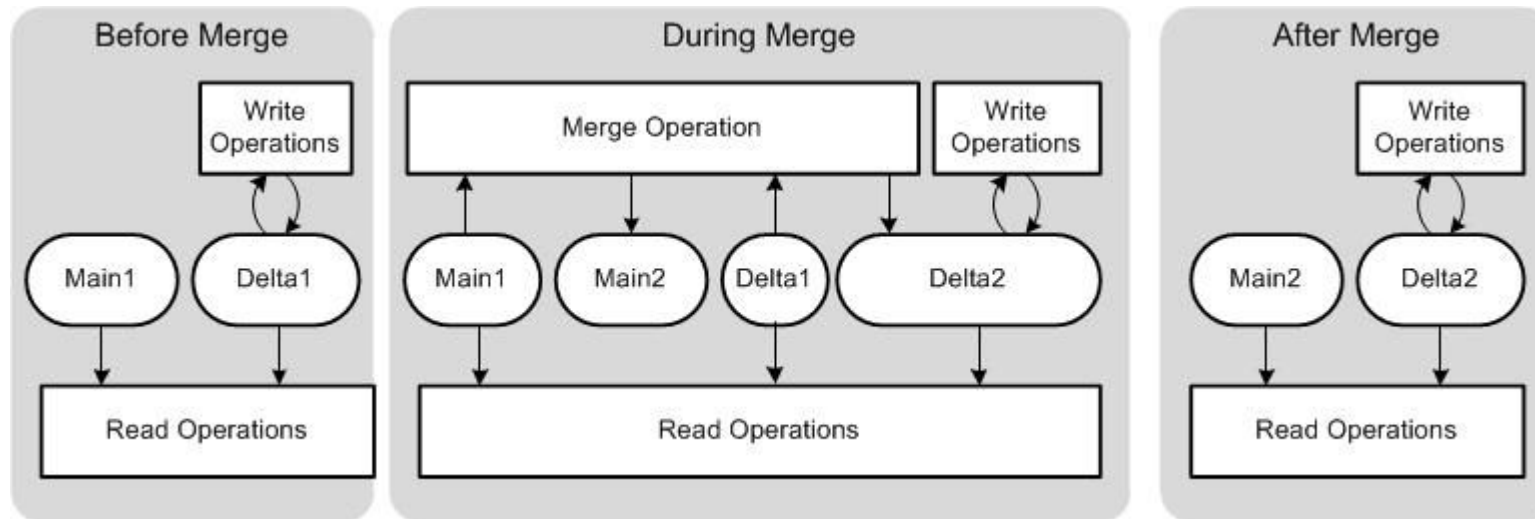 Before Merge
Write
Operations
Main1
Delta1
Read Operations
During Merge
Merge Operation
Write
Operations
Main1
Main2
Delta1
Delta2
Read Operations
After Merge
Write
Operations
Main2
Delta2
Read Operations